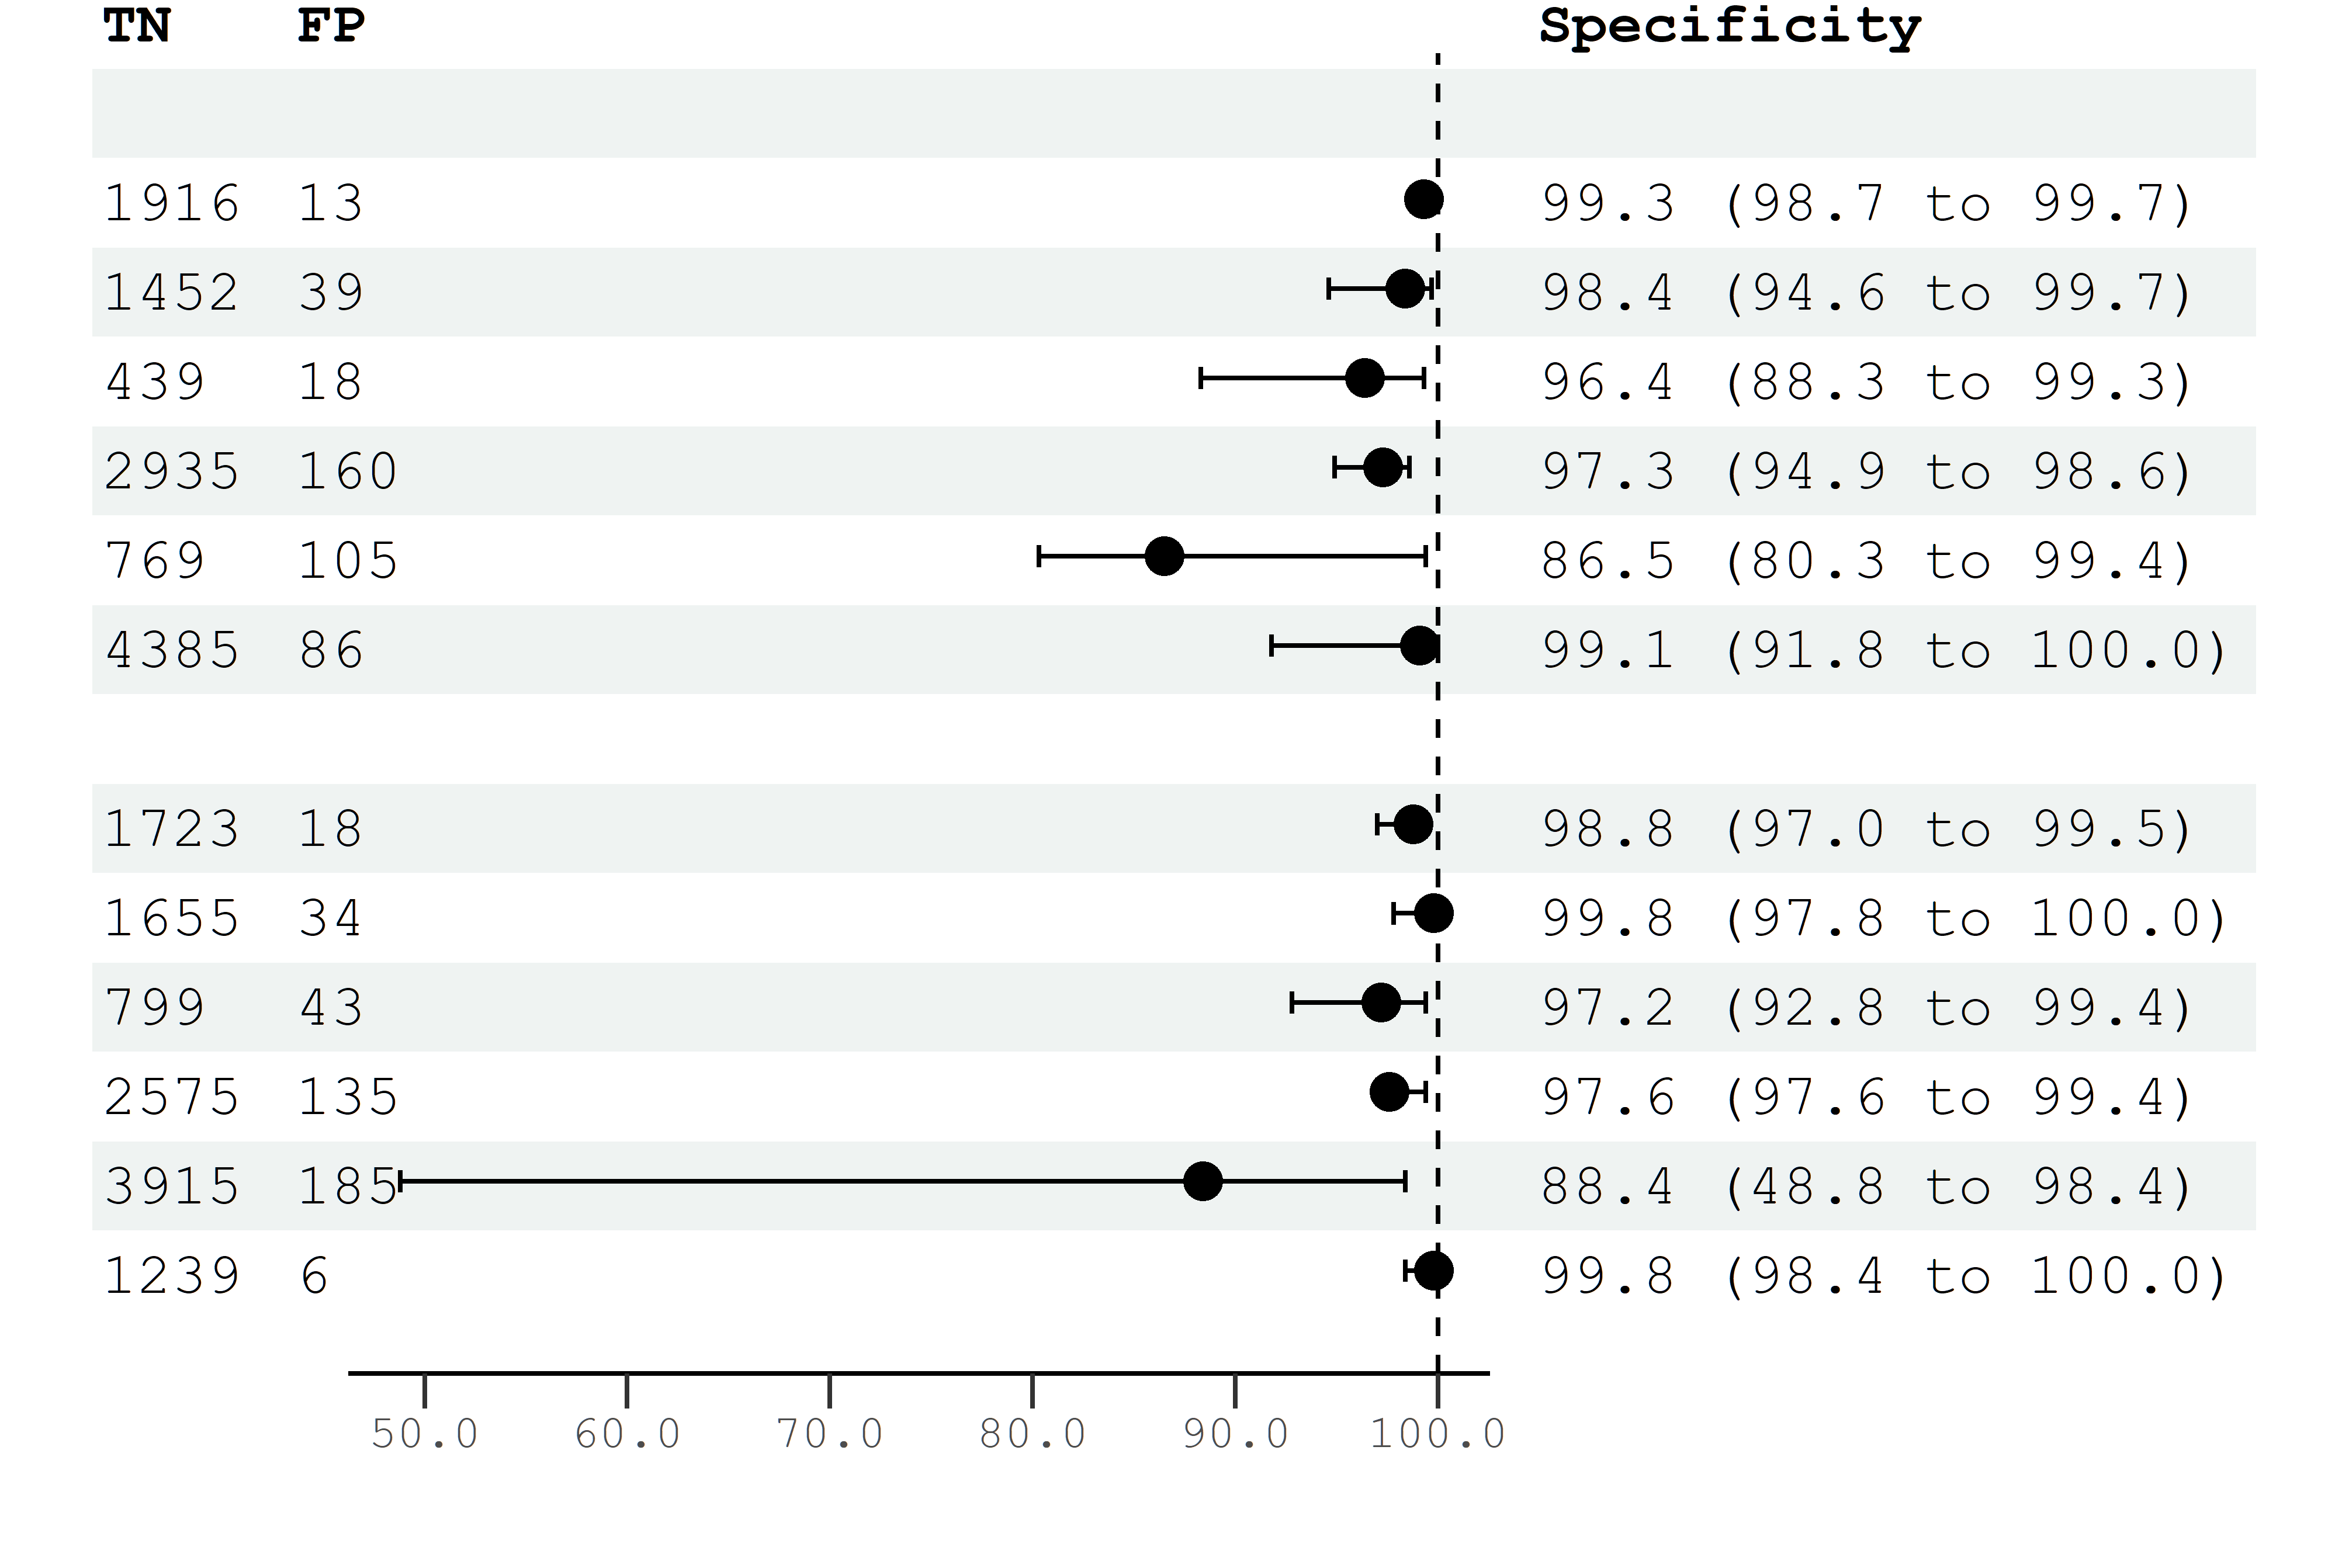 TN FP Specificity
1916 13 99.3 (98.7 to 99.7)
1452 39 98.4 (94.6 to 99.7)
439 18 96.4 (88.3 to 99.3)
2935 160 97.3 (94.9 to 98.6)
769 105 86.5 (80.3 to 99.4)
4385 86 99.1 (91.8 to 100.0)
1723 18 98.8 (97.0 to 99.5)
1655 34 99.8 (97.8 to 100.0)
799 43 97.2 (92.8 to 99.4)
2575 135 97.6 (97.6 to 99.4)
3915 185 88.4 (48.8 to 98.4)
1239 6 99.8 (98.4 to 100.0)
50.0 60.0 70.0 80.0 90.0 100.0